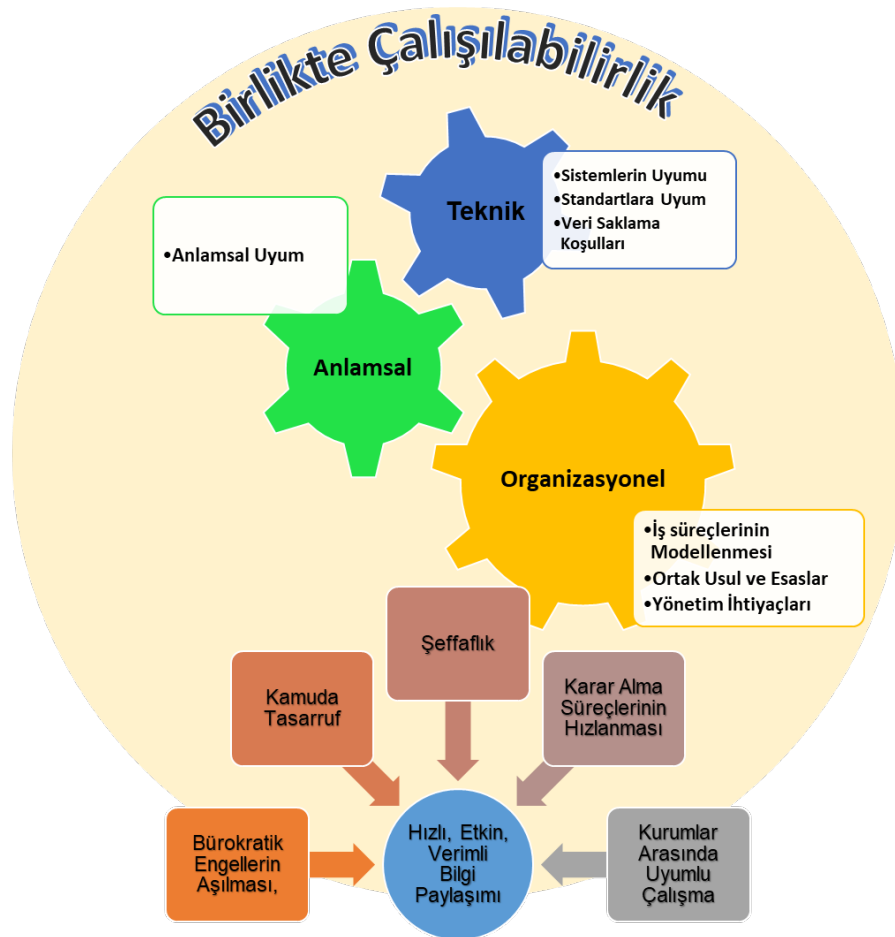 Birlikte Çalışılabilirlik
Teknik
•Sistemlerin Uyumu
•Standartlara Uyum
•Veri Saklama
Koşulları
•Anlamsal Uyum
Anlamsal
Organizasyonel
•İş süreçlerinin
Modellenmesi
•Ortak Usul ve Esaslar
•Yönetim İhtiyaçları
Şeffaflık
Kamuda
Tasarruf
Karar Alma
Süreçlerinin
Hızlanması
Bürokratik
Engellerin
Aşılması,
Hızlı, Etkin,
Verimli
Bilgi
Paylaşımı
Kurumlar
Arasında
Uyumlu
Çalışma